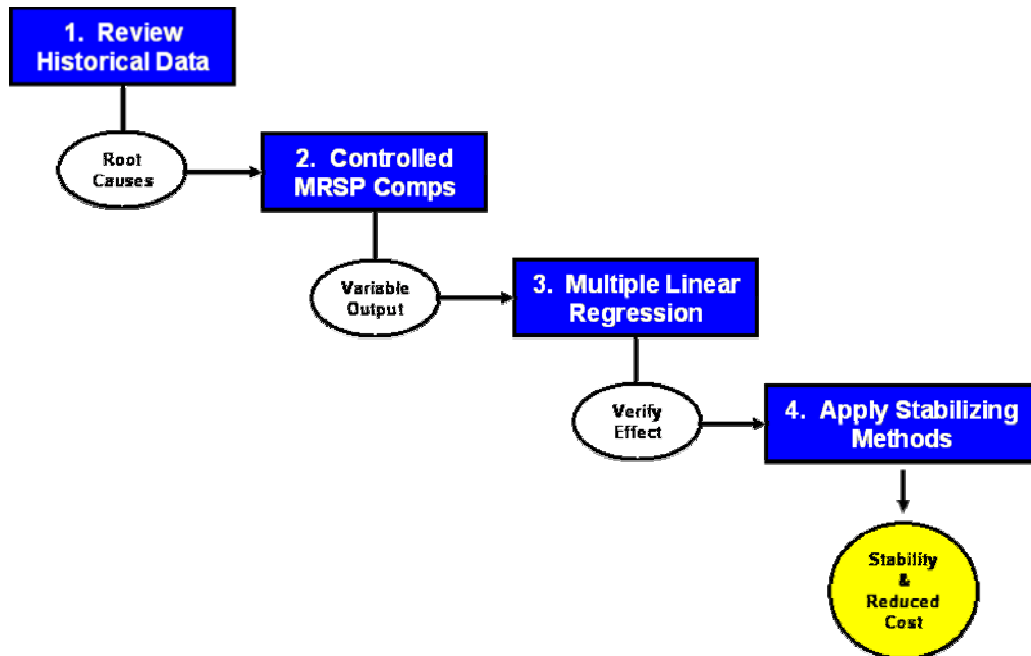 1. Review
Historical Data
Root
Causes
2. Controlled
MRSP Comps
Variable
Output
3. Multiple Linear
Regression
Verify
Effect
4. Apply Stabilizing
Methods
Stability
&
Reduced
Cost